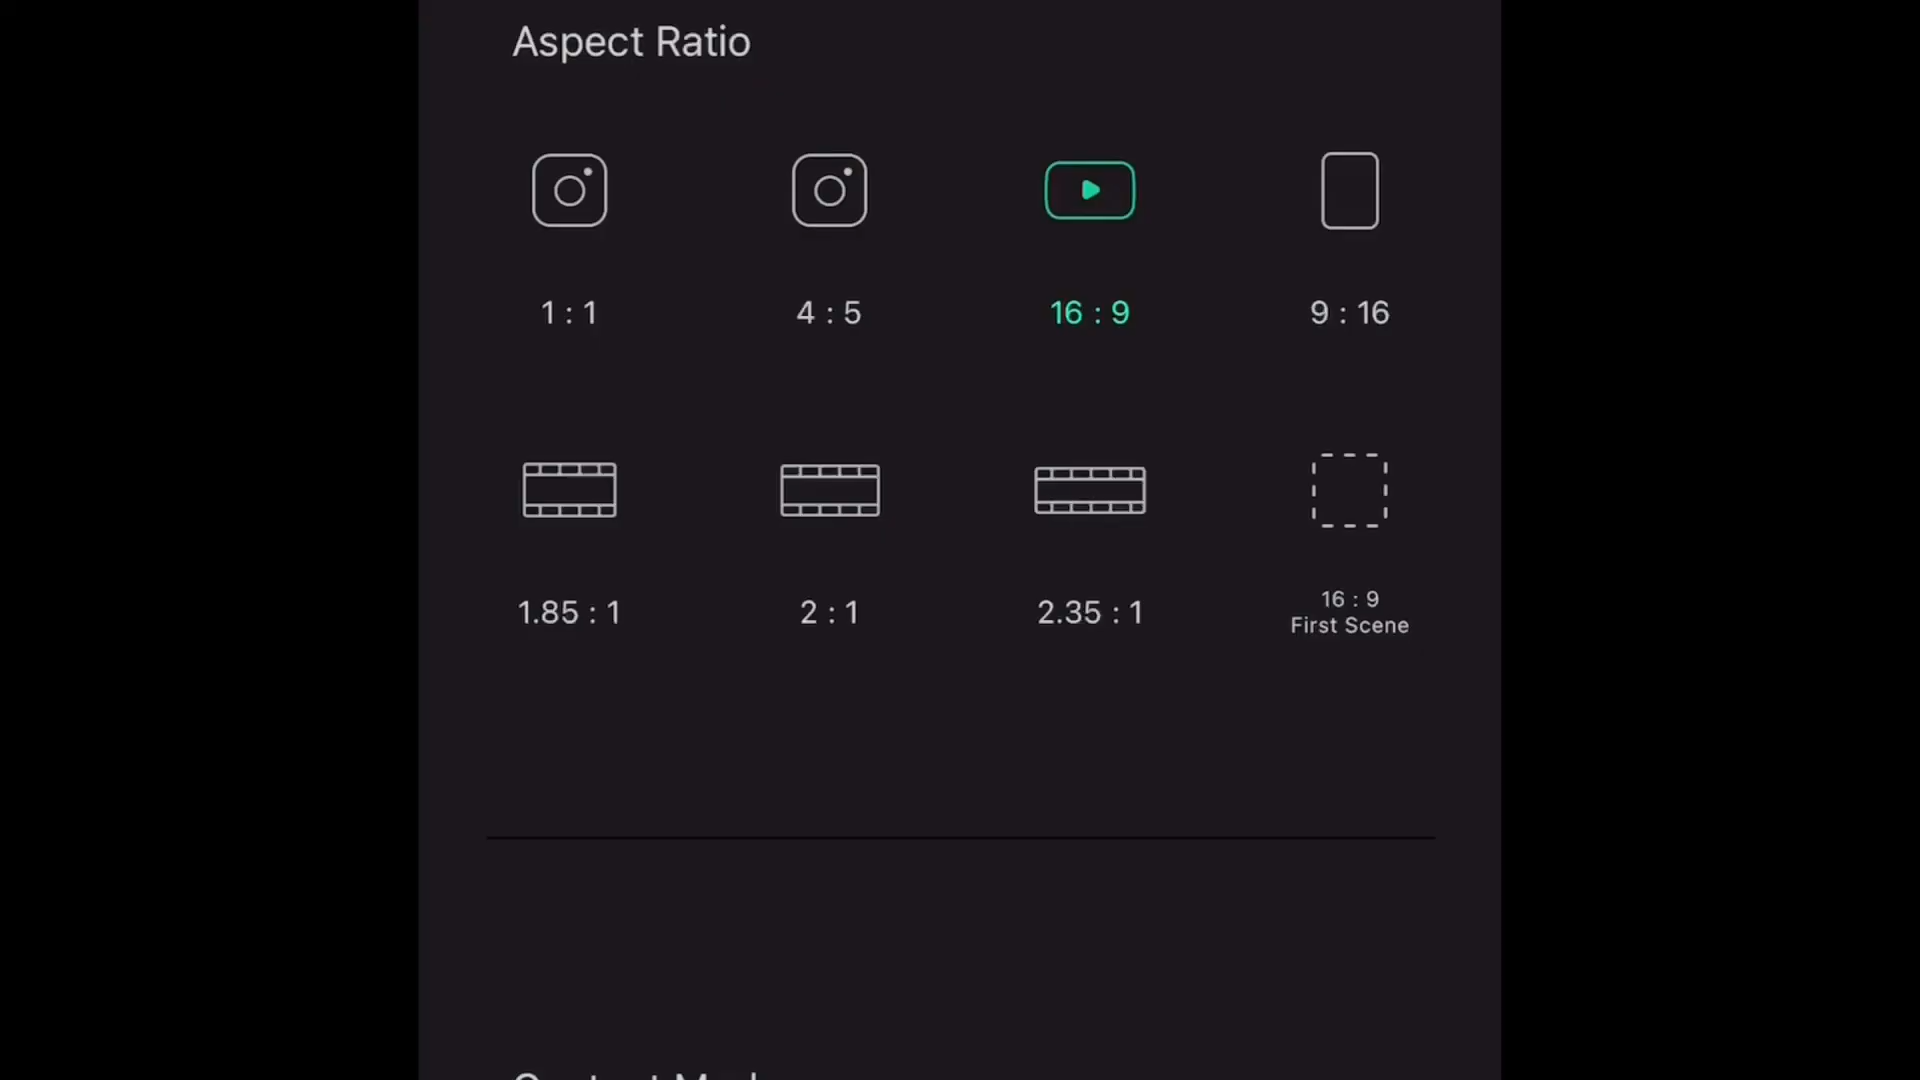 Aspect Ratio
1 : 1
4 : 5
16 : 9
9 : 16
1.85 : 1
2 : 1
2.35 : 1
16 : 9
First Scene